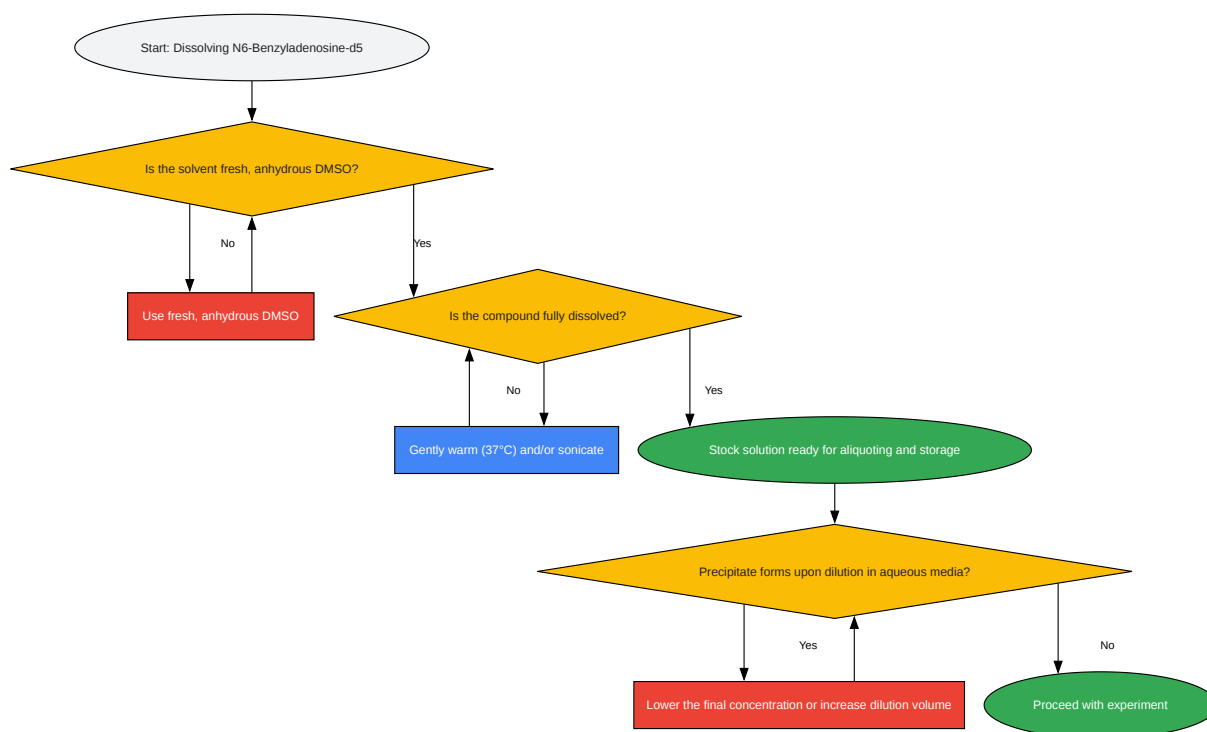 Start: Dissolving N6-Benzyladenosine-d5
Is the solvent fresh, anhydrous DMSO?
No
Yes
Use fresh, anhydrous DMSO
Is the compound fully dissolved?
No
Yes
Gently warm (37°C) and/or sonicate
Stock solution ready for aliquoting and storage
Precipitate forms upon dilution in aqueous media?
Yes
No
Lower the final concentration or increase dilution volume
Proceed with experiment